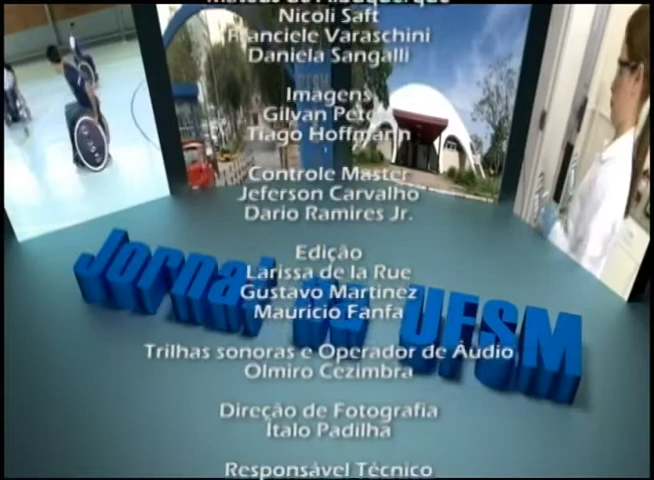 Nicoli Saft
Franciele Varaschini
Daniela Sangalli
Imagens
Gilvan Peters
Tiago Hoffmann
Controle Master
Jeferson Carvalho
Dario Ramires Jr.
Edição
Larissa de la Rue
Gustavo Martinez
Mauricio Fanfa
Jornal da UFSM
Trilhas sonoras e Operador de Áudio
Olmiro Cezimbra
Direção de Fotografia
Ítalo Padilha
Responsável Técnico